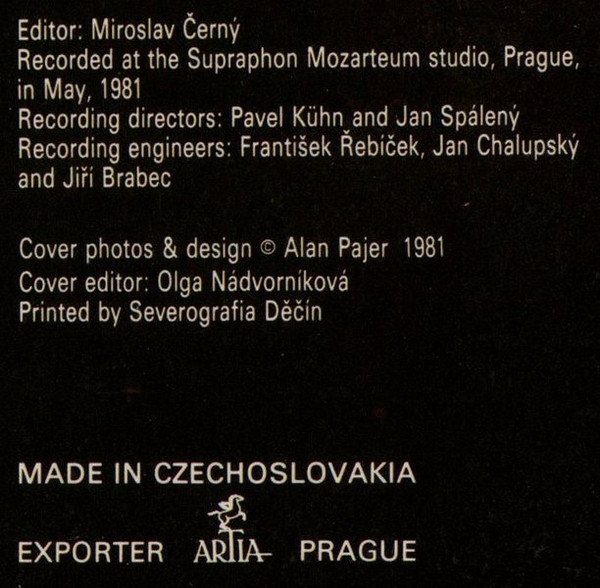 Editor: Miroslav Černý
Recorded at the Supraphon Mozarteum studio, Prague,
in May, 1981
Recording directors: Pavel Kühn and Jan Spálený
Recording engineers: František Řebíček, Jan Chalupský
and Jiří Brabec
Cover photos & design © Alan Pajer 1981
Cover editor: Olga Nádvorníková
Printed by Severografia Děčín
MADE IN CZECHOSLOVAKIA
EXPORTER ARTIA PRAGUE